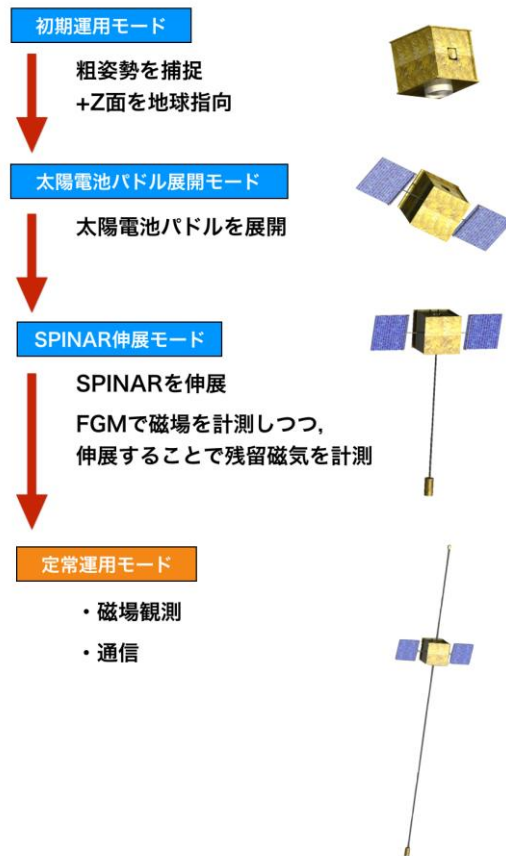 初期運用モード
粗姿勢を捕捉
+Z面を地球指向
太陽電池パドル展開モード
太陽電池パドルを展開
SPINAR伸展モード
SPINARを伸展
FGMで磁場を計測しつつ,
伸展することで残留磁気を計測
定常運用モード
・磁場観測
・通信